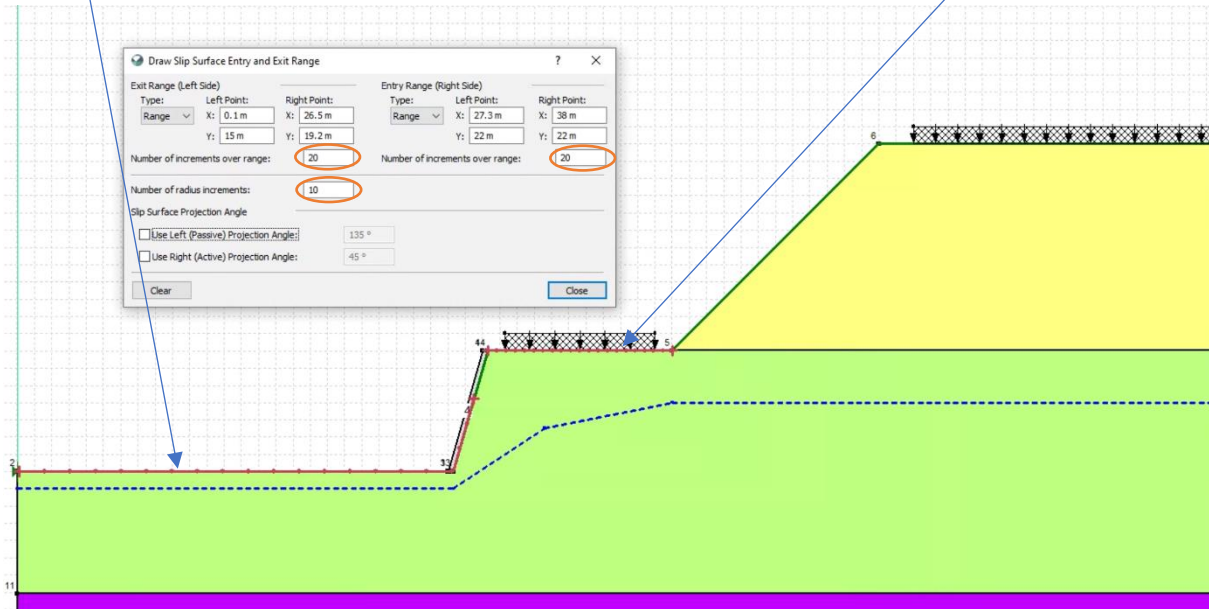 Draw Slip Surface Entry and Exit Range ? ×
Exit Range (Left Side) Entry Range (Right Side)
Type: Left Point: Right Point: Type: Left Point: Right Point:
Range X: 0.1 m X: 26.5 m Range X: 27.3 m X: 38 m
Y: 15 m Y: 19.2 m Y: 22 m Y: 22 m
Number of increments over range: 20 Number of increments over range: 20
Number of radius increments: 10
Slip Surface Projection Angle
Use Left (Passive) Projection Angle: 135 °
Use Right (Active) Projection Angle: 45 °
Clear Close
6
44 5
4
2 33
11